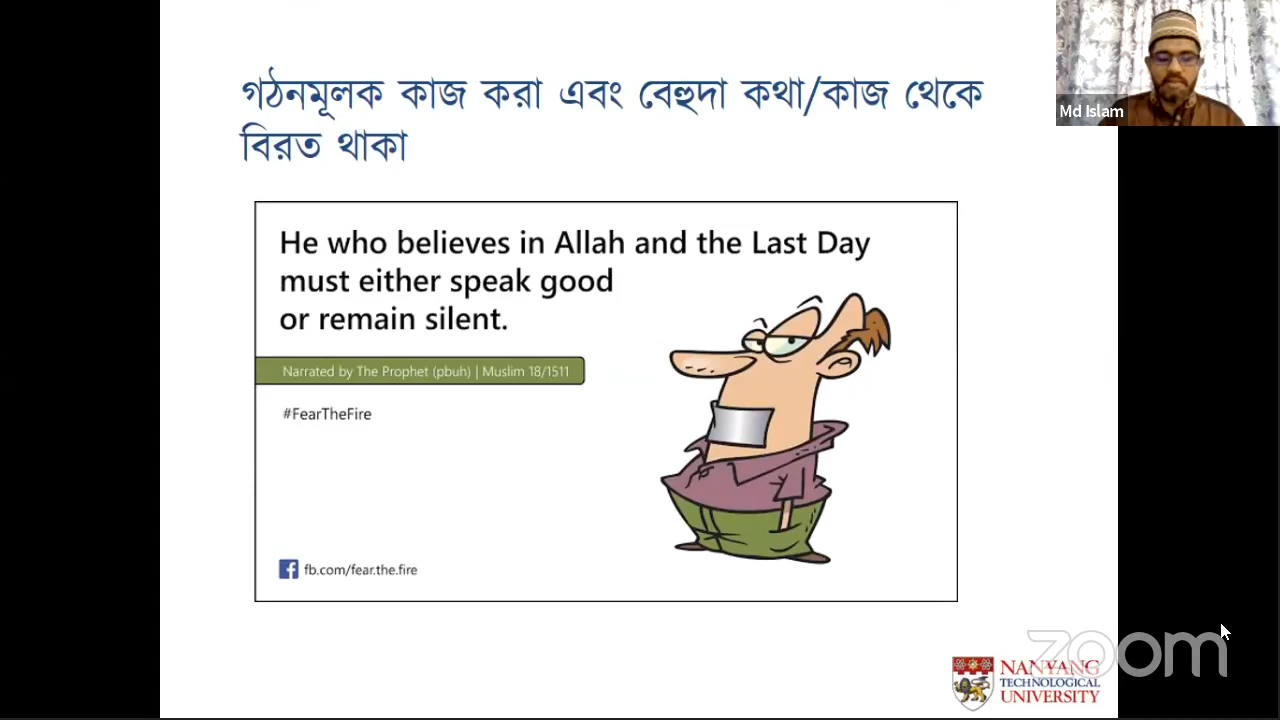 গঠনমূলক কাজ করা এবং বেহুদা কথা/কাজ থেকে
বিরত থাকা
Md Islam
He who believes in Allah and the Last Day
must either speak good
or remain silent.
Narrated by The Prophet (pbuh) | Muslim 18/1511
#FearTheFire
fb.com/fear.the.fire
zoom
NANYANG
TECHNOLOGICAL
UNIVERSITY